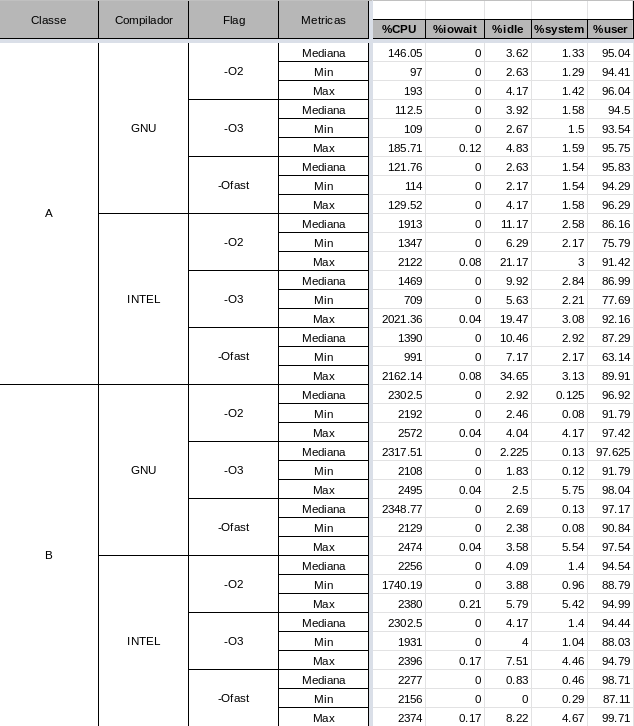 Classe Compilador Flag Metricas %CPU %iowait %idle %system %user
A GNU -O2 Mediana 146.05 0 3.62 1.33 95.04
Min 97 0 2.63 1.29 94.41
Max 193 0 4.17 1.42 96.04
-O3 Mediana 112.5 0 3.92 1.58 94.5
Min 109 0 2.67 1.5 93.54
Max 185.71 0.12 4.83 1.59 95.75
-Ofast Mediana 121.76 0 2.63 1.54 95.83
Min 114 0 2.17 1.54 94.29
Max 129.52 0 4.17 1.58 96.29
INTEL -O2 Mediana 1913 0 11.17 2.58 86.16
Min 1347 0 6.29 2.17 75.79
Max 2122 0.08 21.17 3 91.42
-O3 Mediana 1469 0 9.92 2.84 86.99
Min 709 0 5.63 2.21 77.69
Max 2021.36 0.04 19.47 3.08 92.16
-Ofast Mediana 1390 0 10.46 2.92 87.29
Min 991 0 7.17 2.17 63.14
Max 2162.14 0.08 34.65 3.13 89.91
B GNU -O2 Mediana 2302.5 0 2.92 0.125 96.92
Min 2192 0 2.46 0.08 91.79
Max 2572 0.04 4.04 4.17 97.42
-O3 Mediana 2317.51 0 2.225 0.13 97.625
Min 2108 0 1.83 0.12 91.79
Max 2495 0.04 2.5 5.75 98.04
-Ofast Mediana 2348.77 0 2.69 0.13 97.17
Min 2129 0 2.38 0.08 90.84
Max 2474 0.04 3.58 5.54 97.54
INTEL -O2 Mediana 2256 0 4.09 1.4 94.54
Min 1740.19 0 3.88 0.96 88.79
Max 2380 0.21 5.79 5.42 94.99
-O3 Mediana 2302.5 0 4.17 1.4 94.44
Min 1931 0 4 1.04 88.03
Max 2396 0.17 7.51 4.46 94.79
-Ofast Mediana 2277 0 0.83 0.46 98.71
Min 2156 0 0 0.29 87.11
Max 2374 0.17 8.22 4.67 99.71